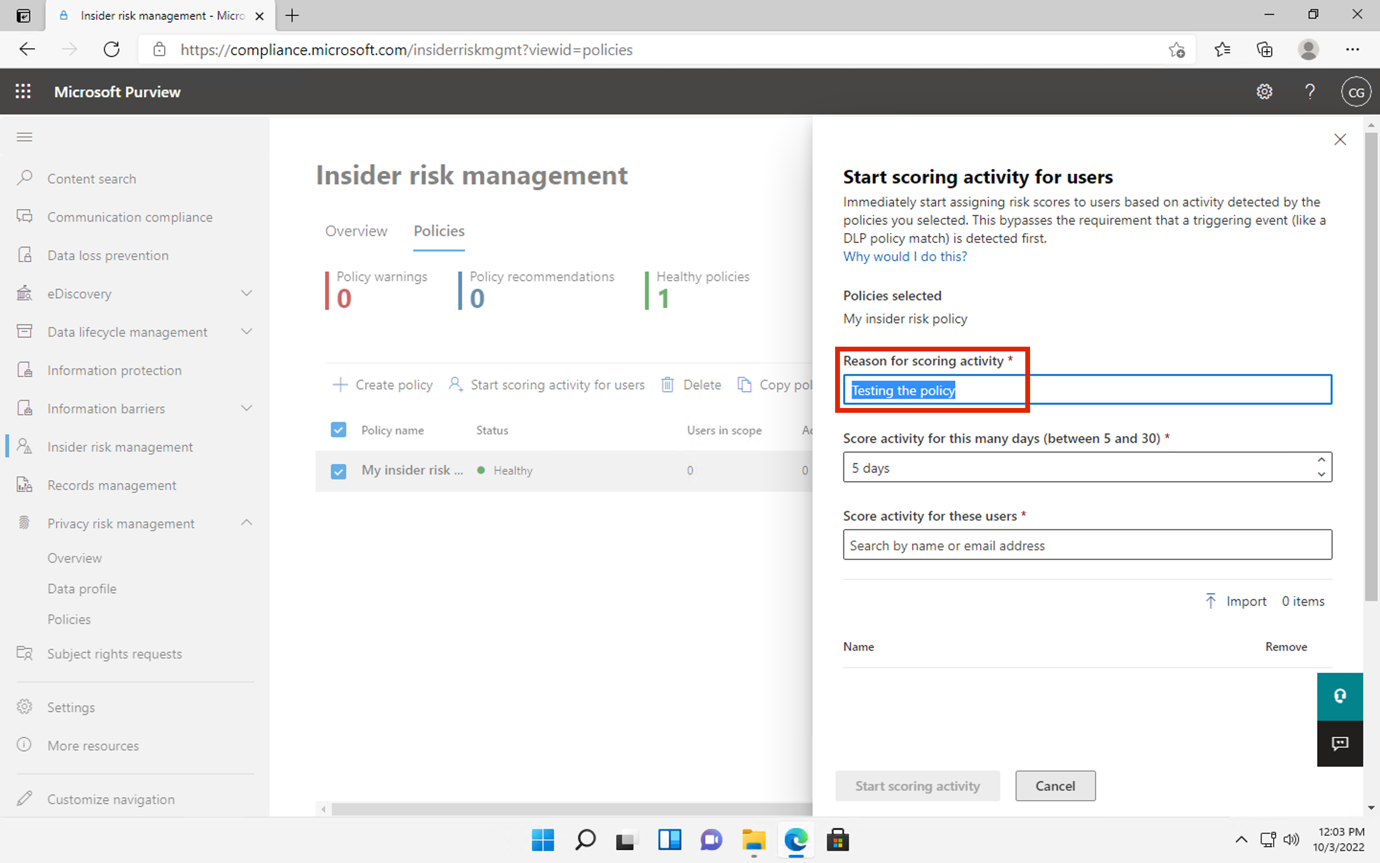 Insider risk management - Micro
https://compliance.microsoft.com/insiderriskmgmt?viewid=policies
Microsoft Purview
CG
Content search
Communication compliance
Data loss prevention
eDiscovery
Data lifecycle management
Information protection
Information barriers
Insider risk management
Records management
Privacy risk management
Overview
Data profile
Policies
Subject rights requests
Settings
More resources
Customize navigation
Insider risk management
Overview Policies
Policy warnings Policy recommendations Healthy policies
0 0 1
Create policy Start scoring activity for users Delete Copy pol
Policy name Status Users in scope Ac
My insider risk ... Healthy 0 0
Start scoring activity for users
Immediately start assigning risk scores to users based on activity detected by the
policies you selected. This bypasses the requirement that a triggering event (like a
DLP policy match) is detected first.
Why would I do this?
Policies selected
My insider risk policy
Reason for scoring activity *
Testing the policy
Score activity for this many days (between 5 and 30) *
5 days
Score activity for these users *
Search by name or email address
Import 0 items
Name Remove
Start scoring activity Cancel
12:03 PM
10/3/2022